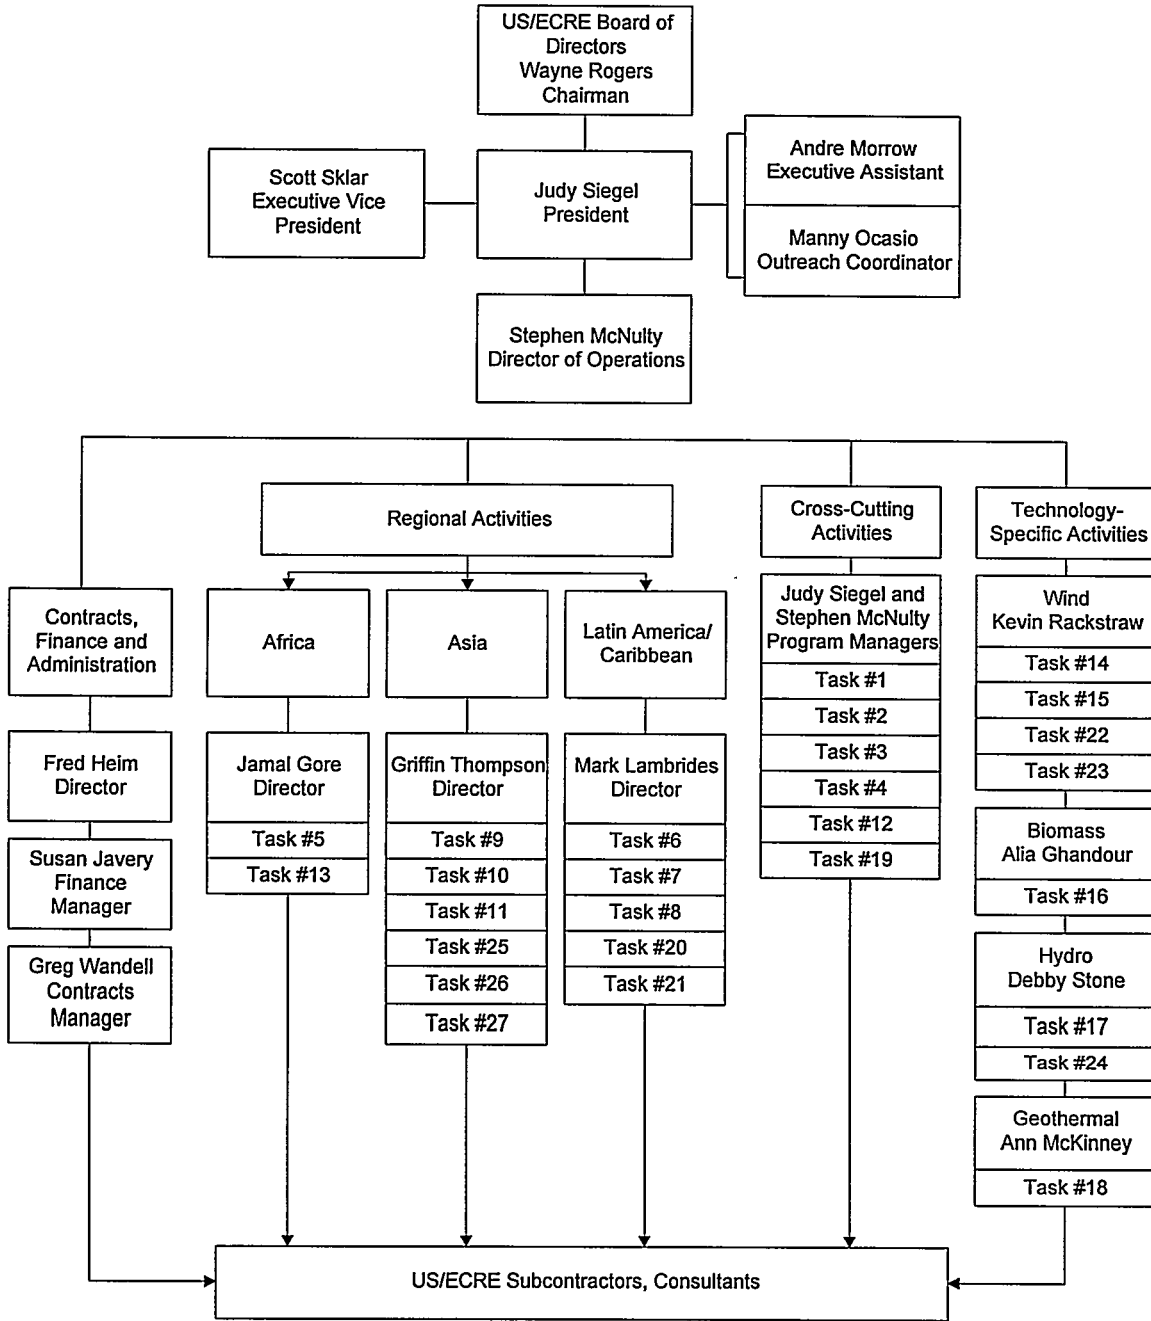 US/ECRE Board of
Directors
Wayne Rogers
Chairman
Scott Sklar
Executive Vice
President
Judy Siegel
President
Andre Morrow
Executive Assistant
Manny Ocasio
Outreach Coordinator
Stephen McNulty
Director of Operations
Contracts,
Finance and
Administration
Fred Heim
Director
Susan Javery
Finance
Manager
Greg Wandell
Contracts
Manager
Regional Activities
Africa
Jamal Gore
Director
Task #5
Task #13
Asia
Griffin Thompson
Director
Task #9
Task #10
Task #11
Task #25
Task #26
Task #27
Latin America/
Caribbean
Mark Lambrides
Director
Task #6
Task #7
Task #8
Task #20
Task #21
Cross-Cutting
Activities
Judy Siegel and
Stephen McNulty
Program Managers
Task #1
Task #2
Task #3
Task #4
Task #12
Task #19
Technology-
Specific Activities
Wind
Kevin Rackstraw
Task #14
Task #15
Task #22
Task #23
Biomass
Alia Ghandour
Task #16
Hydro
Debby Stone
Task #17
Task #24
Geothermal
Ann McKinney
Task #18
US/ECRE Subcontractors, Consultants